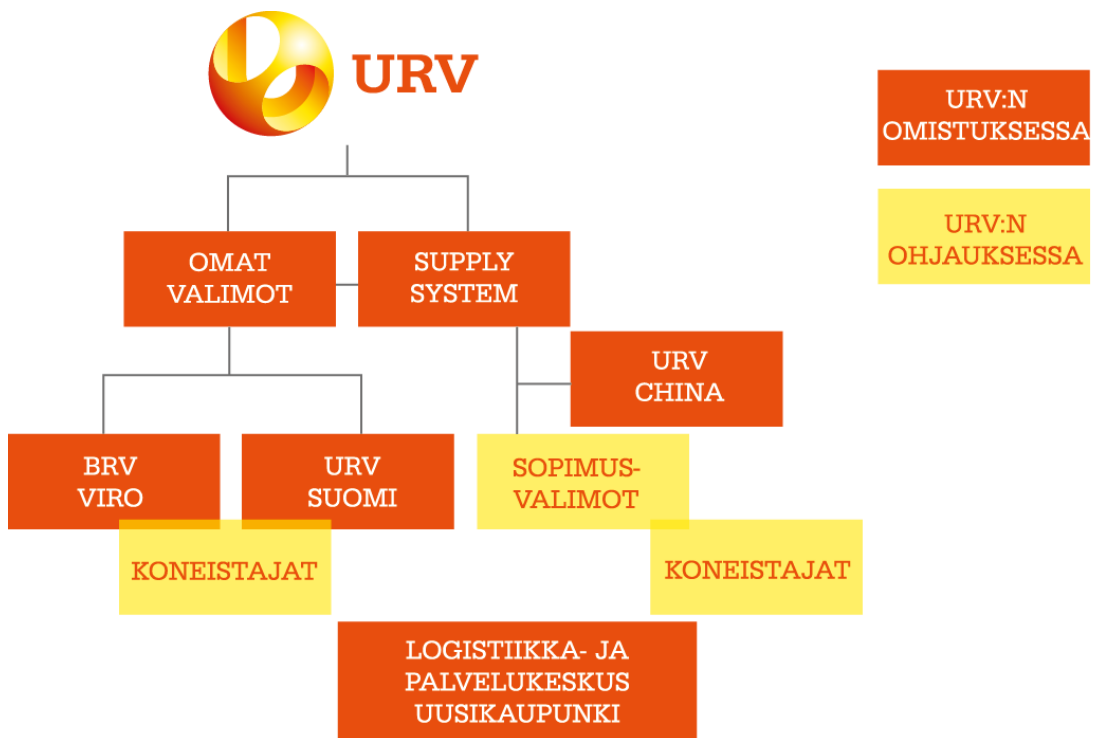 URV
URV:N
OMISTUKSESSA
URV:N
OHJAUKSESSA
OMAT
VALIMOT
SUPPLY
SYSTEM
URV
CHINA
BRV
VIRO
URV
SUOMI
SOPIMUS-
VALIMOT
KONEISTAJAT
KONEISTAJAT
LOGISTIIKKA- JA
PALVELUKESKUS
UUSIKAUPUNKI